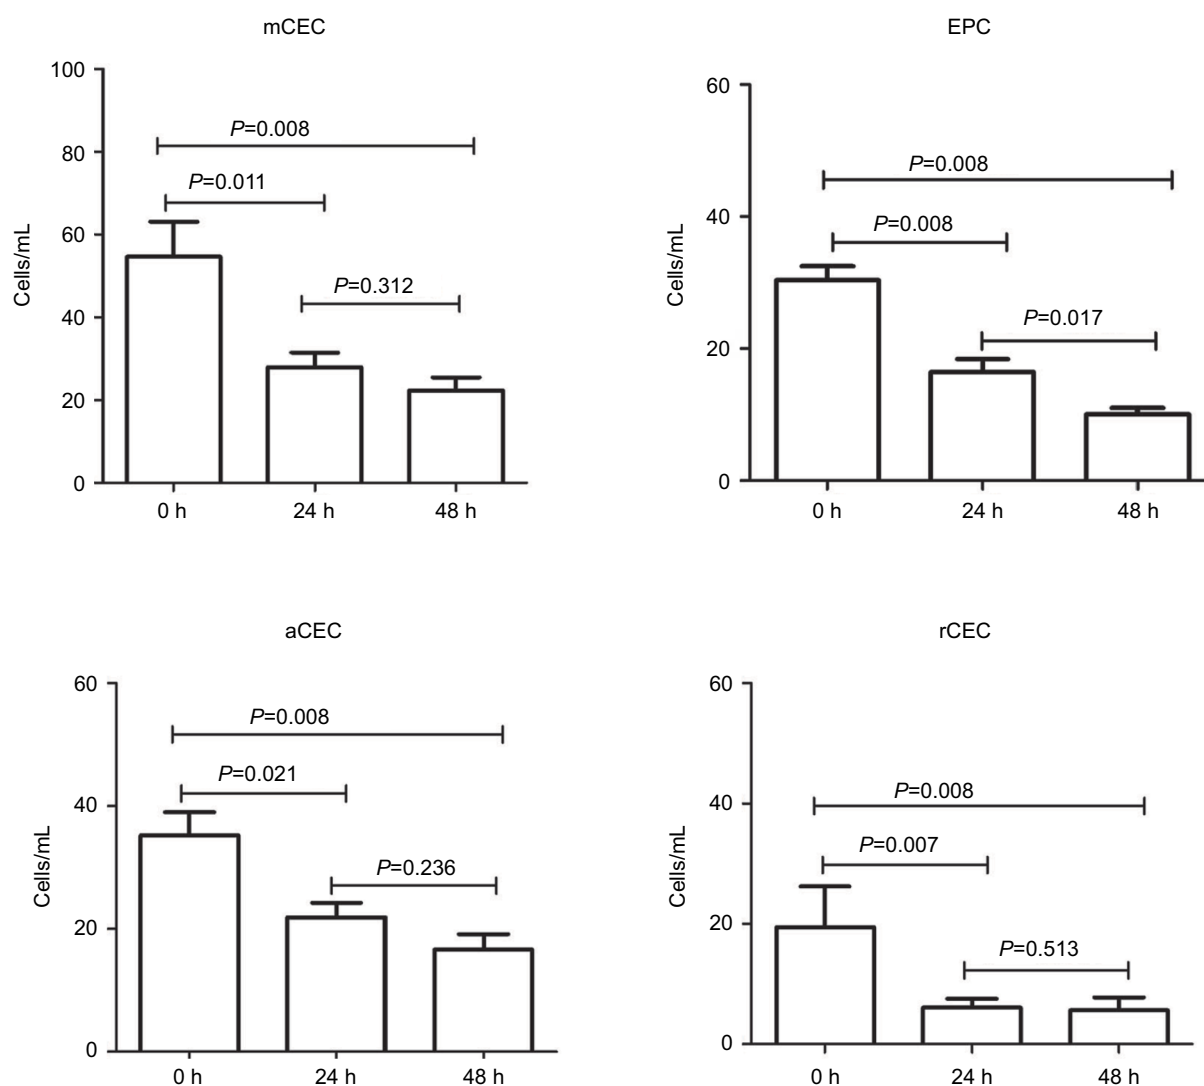 mCEC
100
80
60
40
20
0
Cells/mL
P=0.008
P=0.011
P=0.312
0 h 24 h 48 h
EPC
60
40
20
0
Cells/mL
P=0.008
P=0.008
P=0.017
0 h 24 h 48 h
aCEC
60
40
20
0
Cells/mL
P=0.008
P=0.021
P=0.236
0 h 24 h 48 h
rCEC
60
40
20
0
Cells/mL
P=0.008
P=0.007
P=0.513
0 h 24 h 48 h